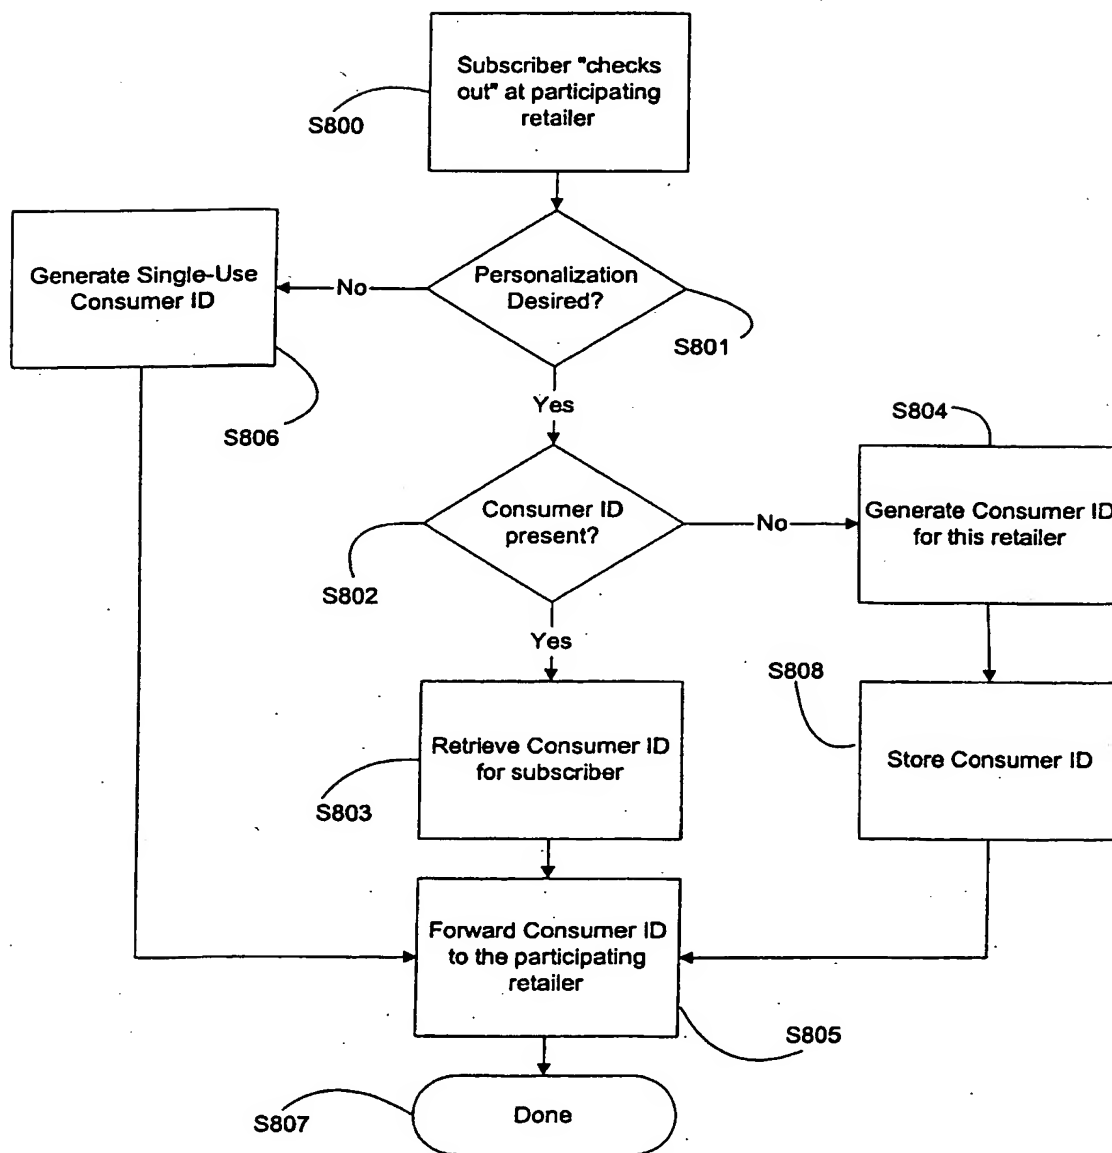 Subscriber "checks
out" at participating
retailer
S800
Generate Single-Use
Consumer ID
No
Personalization
Desired?
S801
S806
Yes
S804
Consumer ID
present?
No
Generate Consumer ID
for this retailer
S802
Yes
S808
Retrieve Consumer ID
for subscriber
Store Consumer ID
S803
Forward Consumer ID
to the participating
retailer
S805
Done
S807